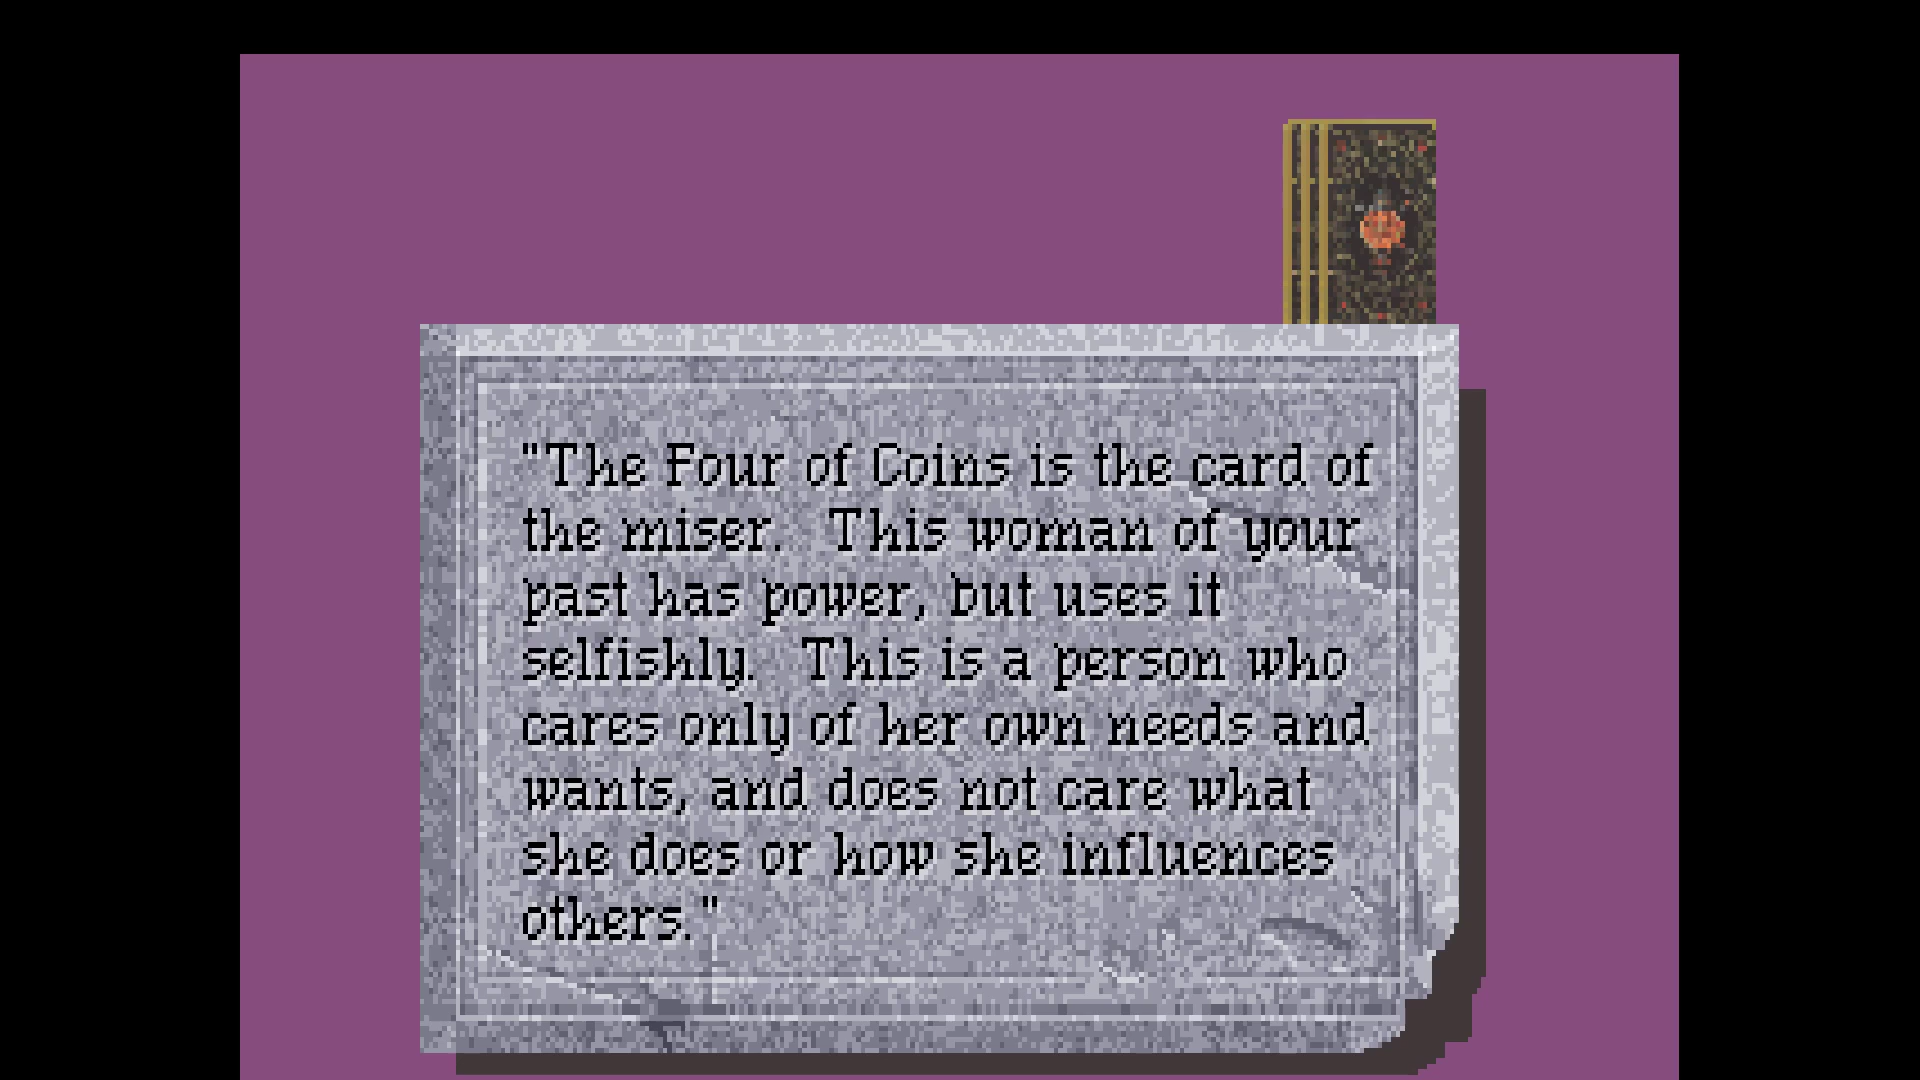 "The Four of Coins is the card of
the miser.  This woman of your
past has power, but uses it
selfishly.  This is a person who
cares only of her own needs and
wants, and does not care what
she does or how she influences
others."